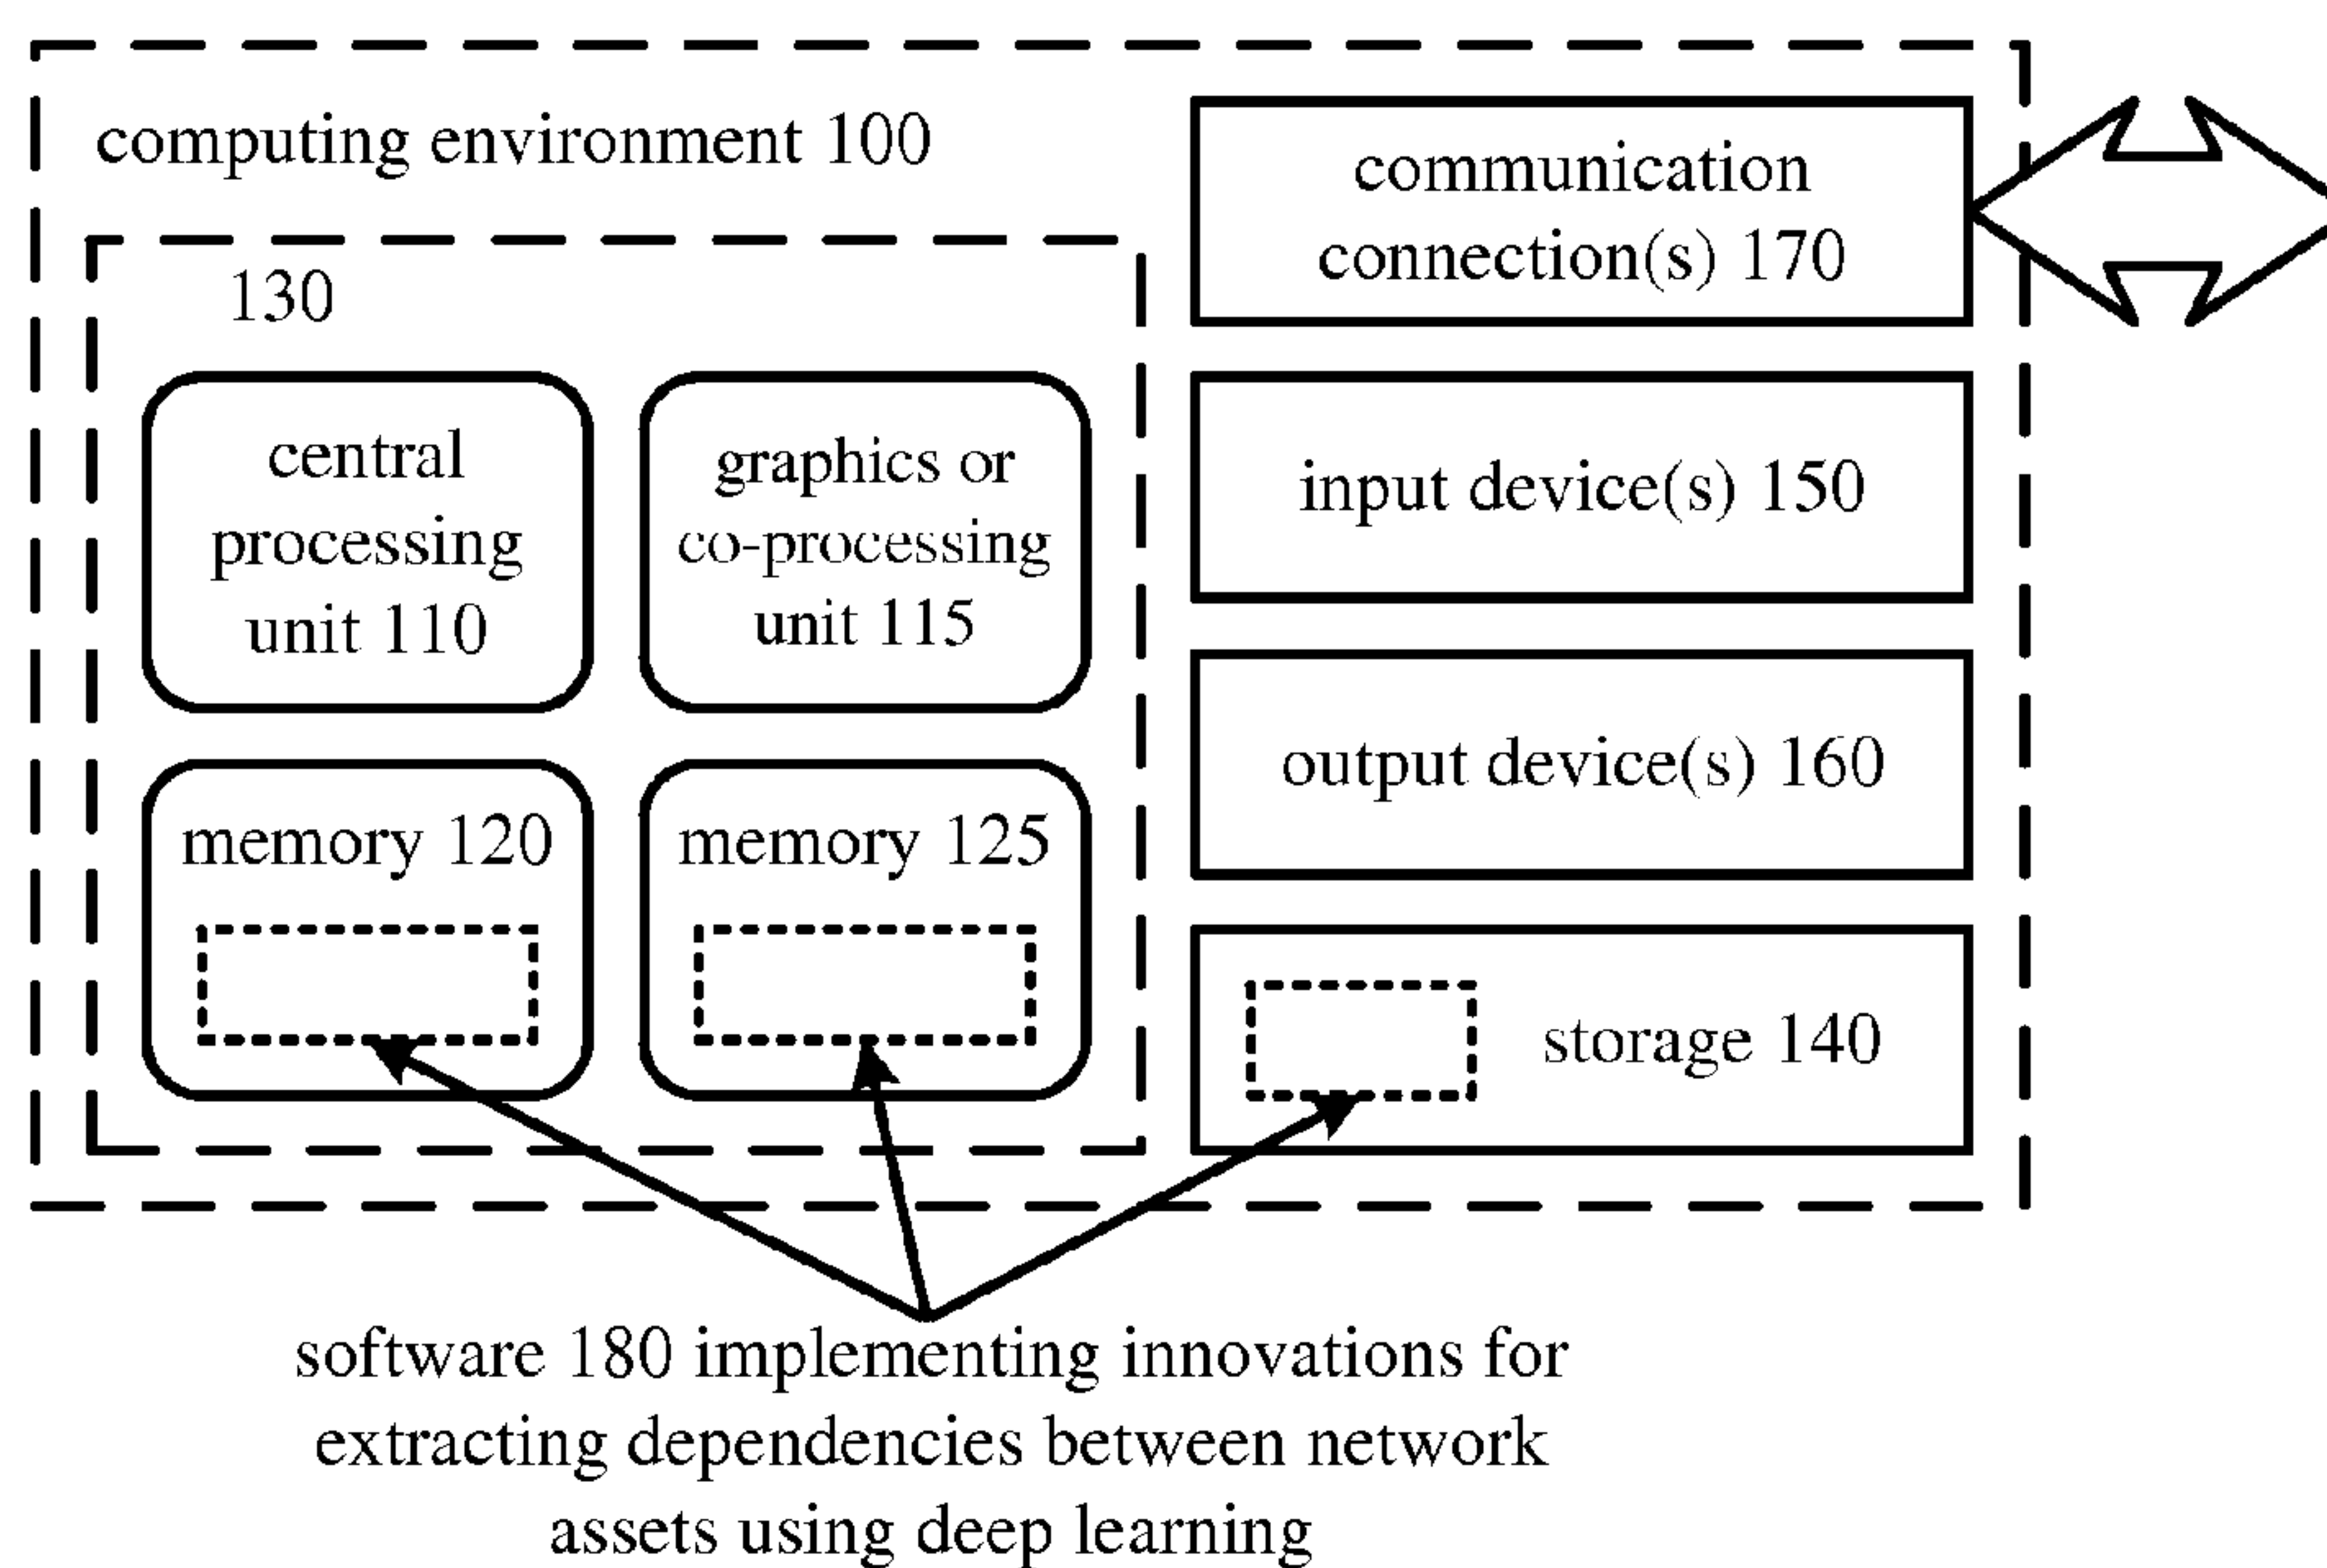 computing environment 100
130
central
processing
unit 110
graphics or
co-processing
unit 115
memory 120
memory 125
communication
connection(s) 170
input device(s) 150
output device(s) 160
storage 140
software 180 implementing innovations for
extracting dependencies between network
assets using deep learning